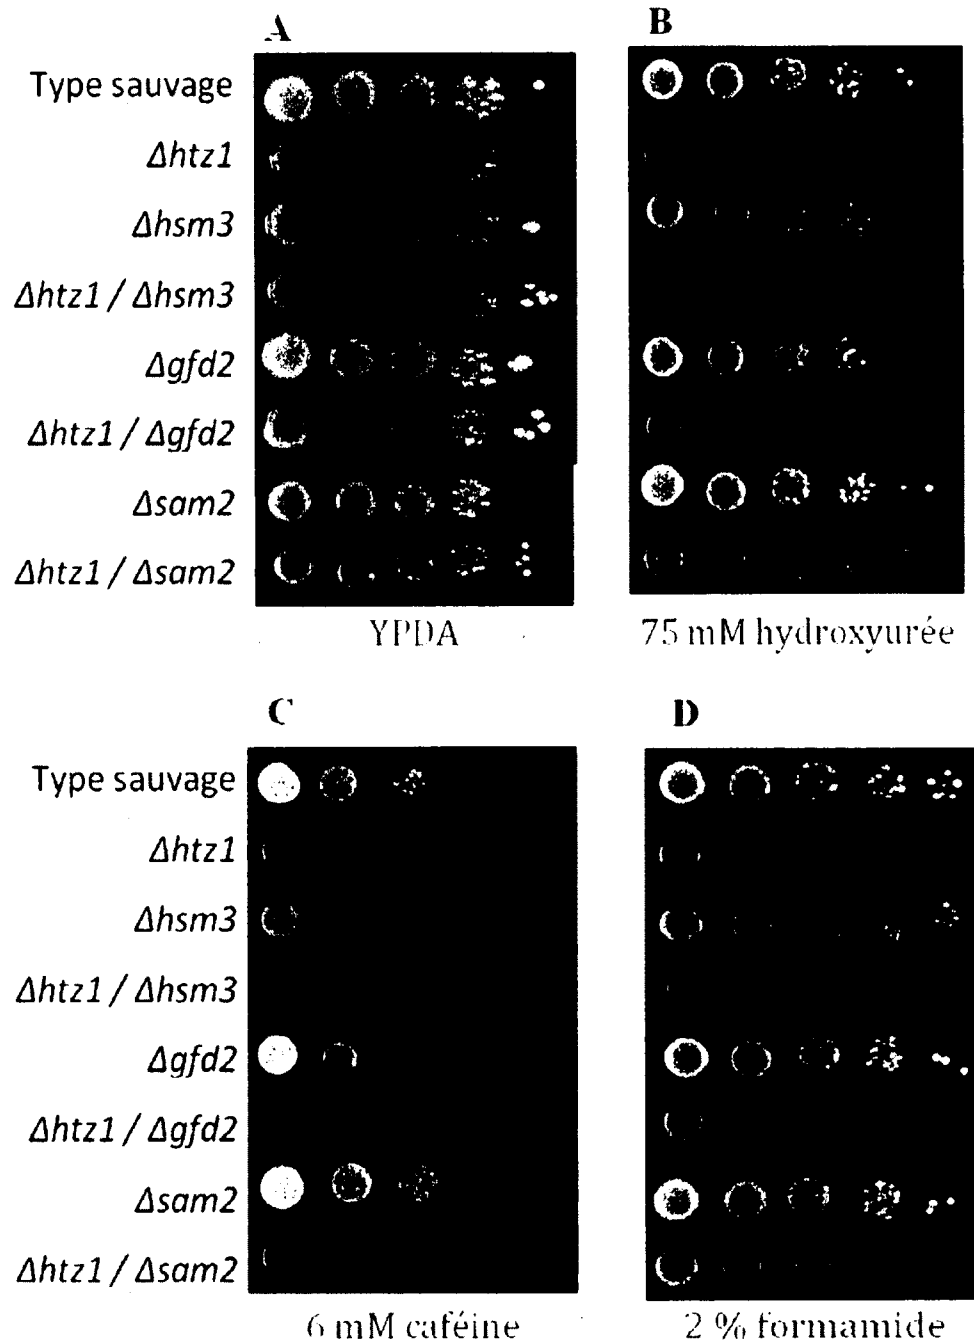 A
B
Type sauvage
Δhtz1
Δhsm3
Δhtz1 / Δhsm3
Δgfd2
Δhtz1 / Δgfd2
Δsam2
Δhtz1 / Δsam2
YPDA
75 mM hydroxyurée
C
D
Type sauvage
Δhtz1
Δhsm3
Δhtz1 / Δhsm3
Δgfd2
Δhtz1 / Δgfd2
Δsam2
Δhtz1 / Δsam2
6 mM caféine
2 % formamide